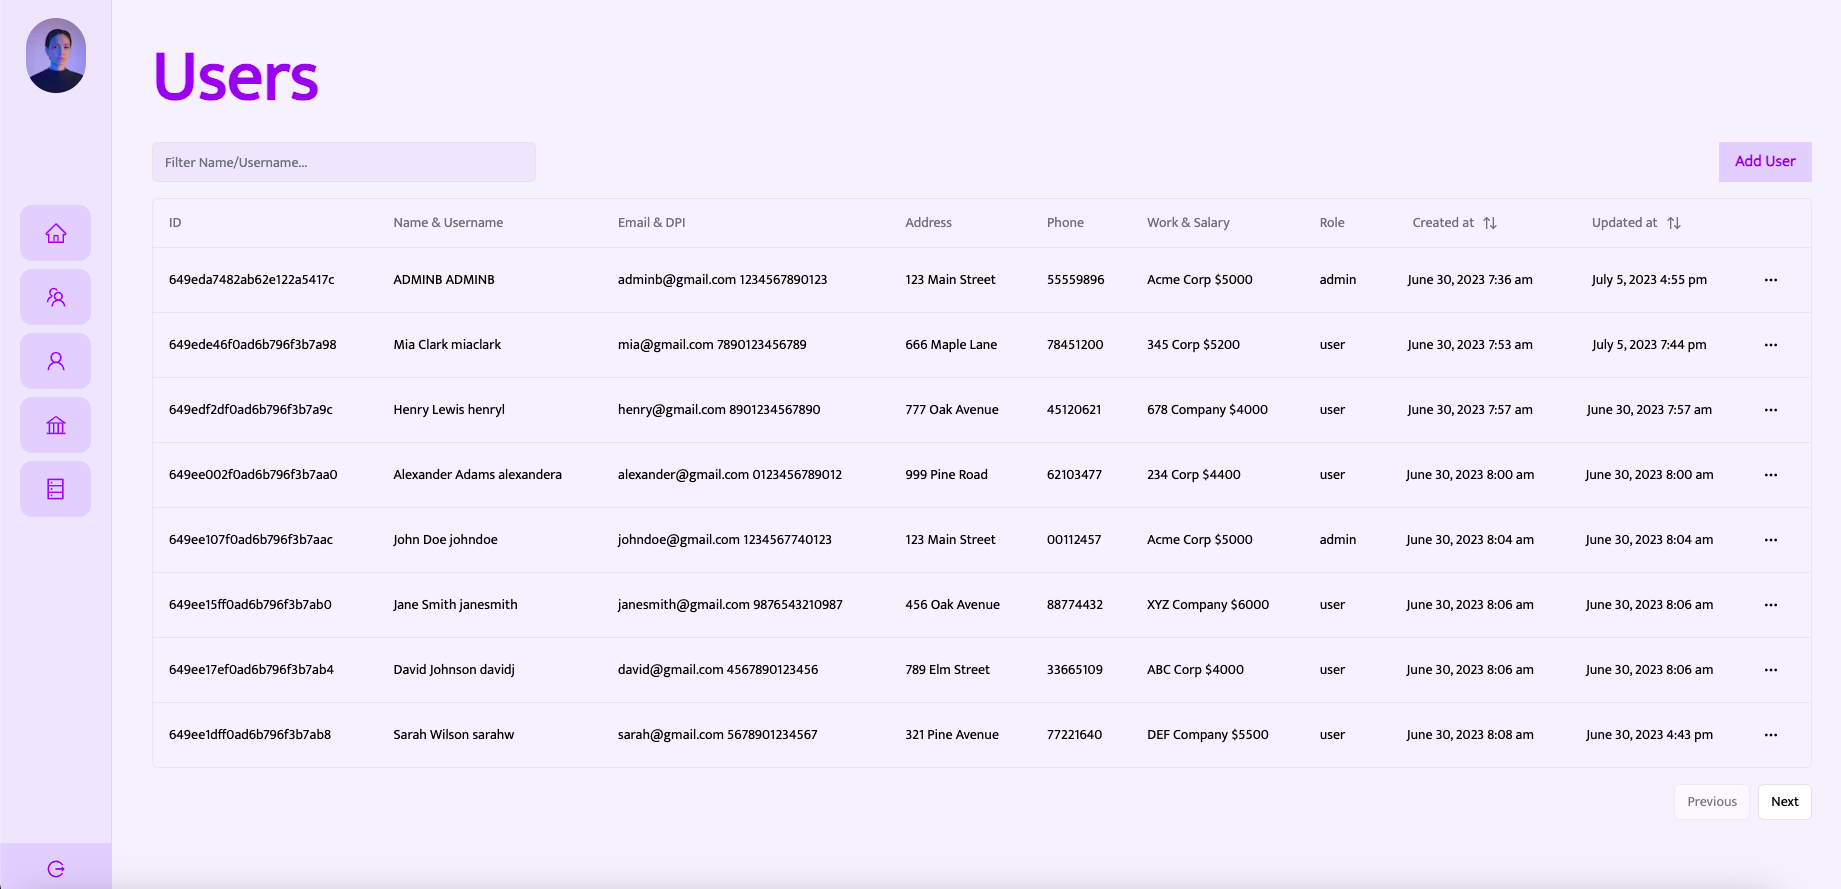 Users
Filter Name/Username...
Add User
ID Name & Username Email & DPI Address Phone Work & Salary Role Created at Updated at
649eda7482ab62e122a5417c ADMINB ADMINB adminb@gmail.com 1234567890123 123 Main Street 55559896 Acme Corp $5000 admin June 30, 2023 7:36 am July 5, 2023 4:55 pm
649ede46f0ad6b796f3b7a98 Mia Clark miaclark mia@gmail.com 7890123456789 666 Maple Lane 78451200 345 Corp $5200 user June 30, 2023 7:53 am July 5, 2023 7:44 pm
649edf2df0ad6b796f3b7a9c Henry Lewis henryl henry@gmail.com 8901234567890 777 Oak Avenue 45120621 678 Company $4000 user June 30, 2023 7:57 am June 30, 2023 7:57 am
649ee002f0ad6b796f3b7aa0 Alexander Adams alexandera alexander@gmail.com 0123456789012 999 Pine Road 62103477 234 Corp $4400 user June 30, 2023 8:00 am June 30, 2023 8:00 am
649ee107f0ad6b796f3b7aac John Doe johndoe johndoe@gmail.com 1234567740123 123 Main Street 00112457 Acme Corp $5000 admin June 30, 2023 8:04 am June 30, 2023 8:04 am
649ee15ff0ad6b796f3b7ab0 Jane Smith janesmith janesmith@gmail.com 9876543210987 456 Oak Avenue 88774432 XYZ Company $6000 user June 30, 2023 8:06 am June 30, 2023 8:06 am
649ee17ef0ad6b796f3b7ab4 David Johnson davidj david@gmail.com 4567890123456 789 Elm Street 33665109 ABC Corp $4000 user June 30, 2023 8:06 am June 30, 2023 8:06 am
649ee1dff0ad6b796f3b7ab8 Sarah Wilson sarahw sarah@gmail.com 5678901234567 321 Pine Avenue 77221640 DEF Company $5500 user June 30, 2023 8:08 am June 30, 2023 4:43 pm
Previous Next